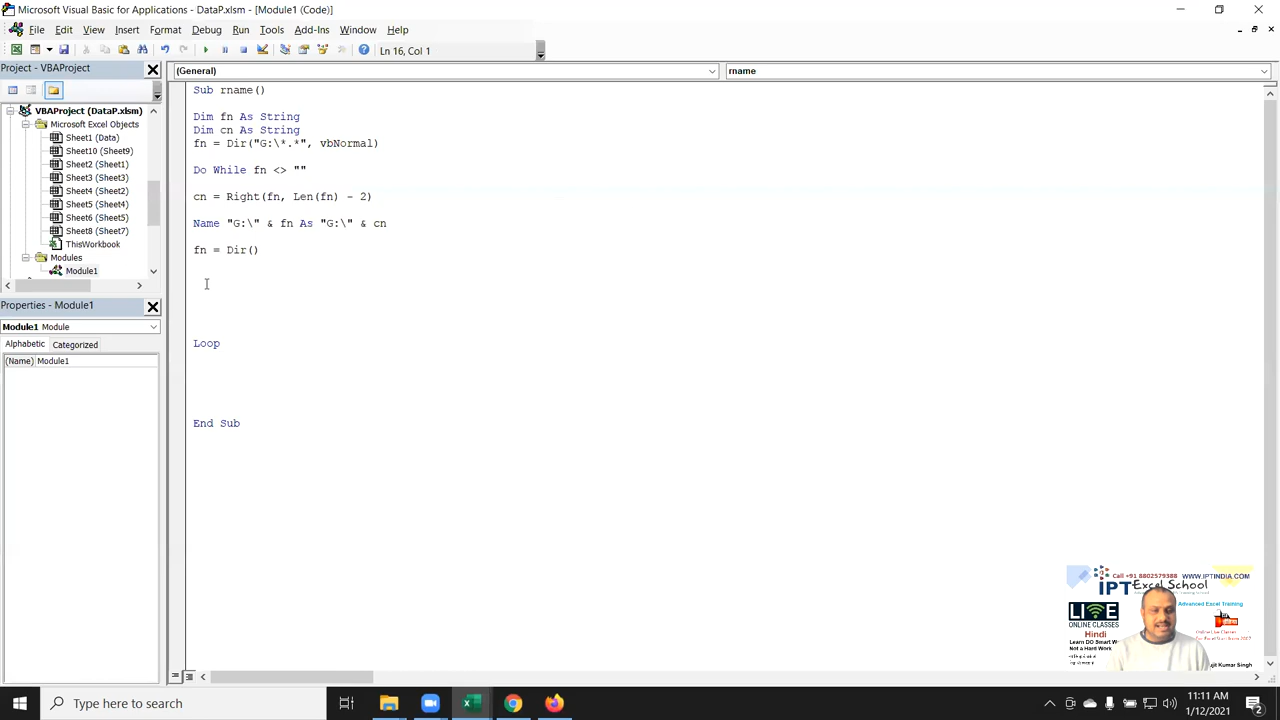 Microsoft Visual Basic for Applications - DataP.xlsm - [Module1 (Code)]
File Edit View Insert Format Debug Run Tools Add-Ins Window Help
Ln 16, Col 1
Project - VBAProject
(General)
rname
VBAProject (DataP.xlsm)
Microsoft Excel Objects
Sheet1 (Data)
Sheet10 (Sheet9)
Sheet2 (Sheet1)
Sheet3 (Sheet3)
Sheet4 (Sheet2)
Sheet5 (Sheet4)
Sheet6 (Sheet5)
Sheet8 (Sheet7)
ThisWorkbook
Modules
Module1
Properties - Module1
Module1 Module
Alphabetic Categorized
(Name) Module1
Sub rname()
Dim fn As String
Dim cn As String
fn = Dir("G:\*.*", vbNormal)
Do While fn <> ""
cn = Right(fn, Len(fn) - 2)
Name "G:\" & fn As "G:\" & cn
fn = Dir()
Loop
End Sub
Call +91 8802579388 WWW.IPTINDIA.COM
IPT Excel School
LIVE
ONLINE CLASSES
Hindi
Learn DO Smart W
Not a Hard Work
Advanced Excel Training
Type here to search
11:11 AM
1/12/2021
2